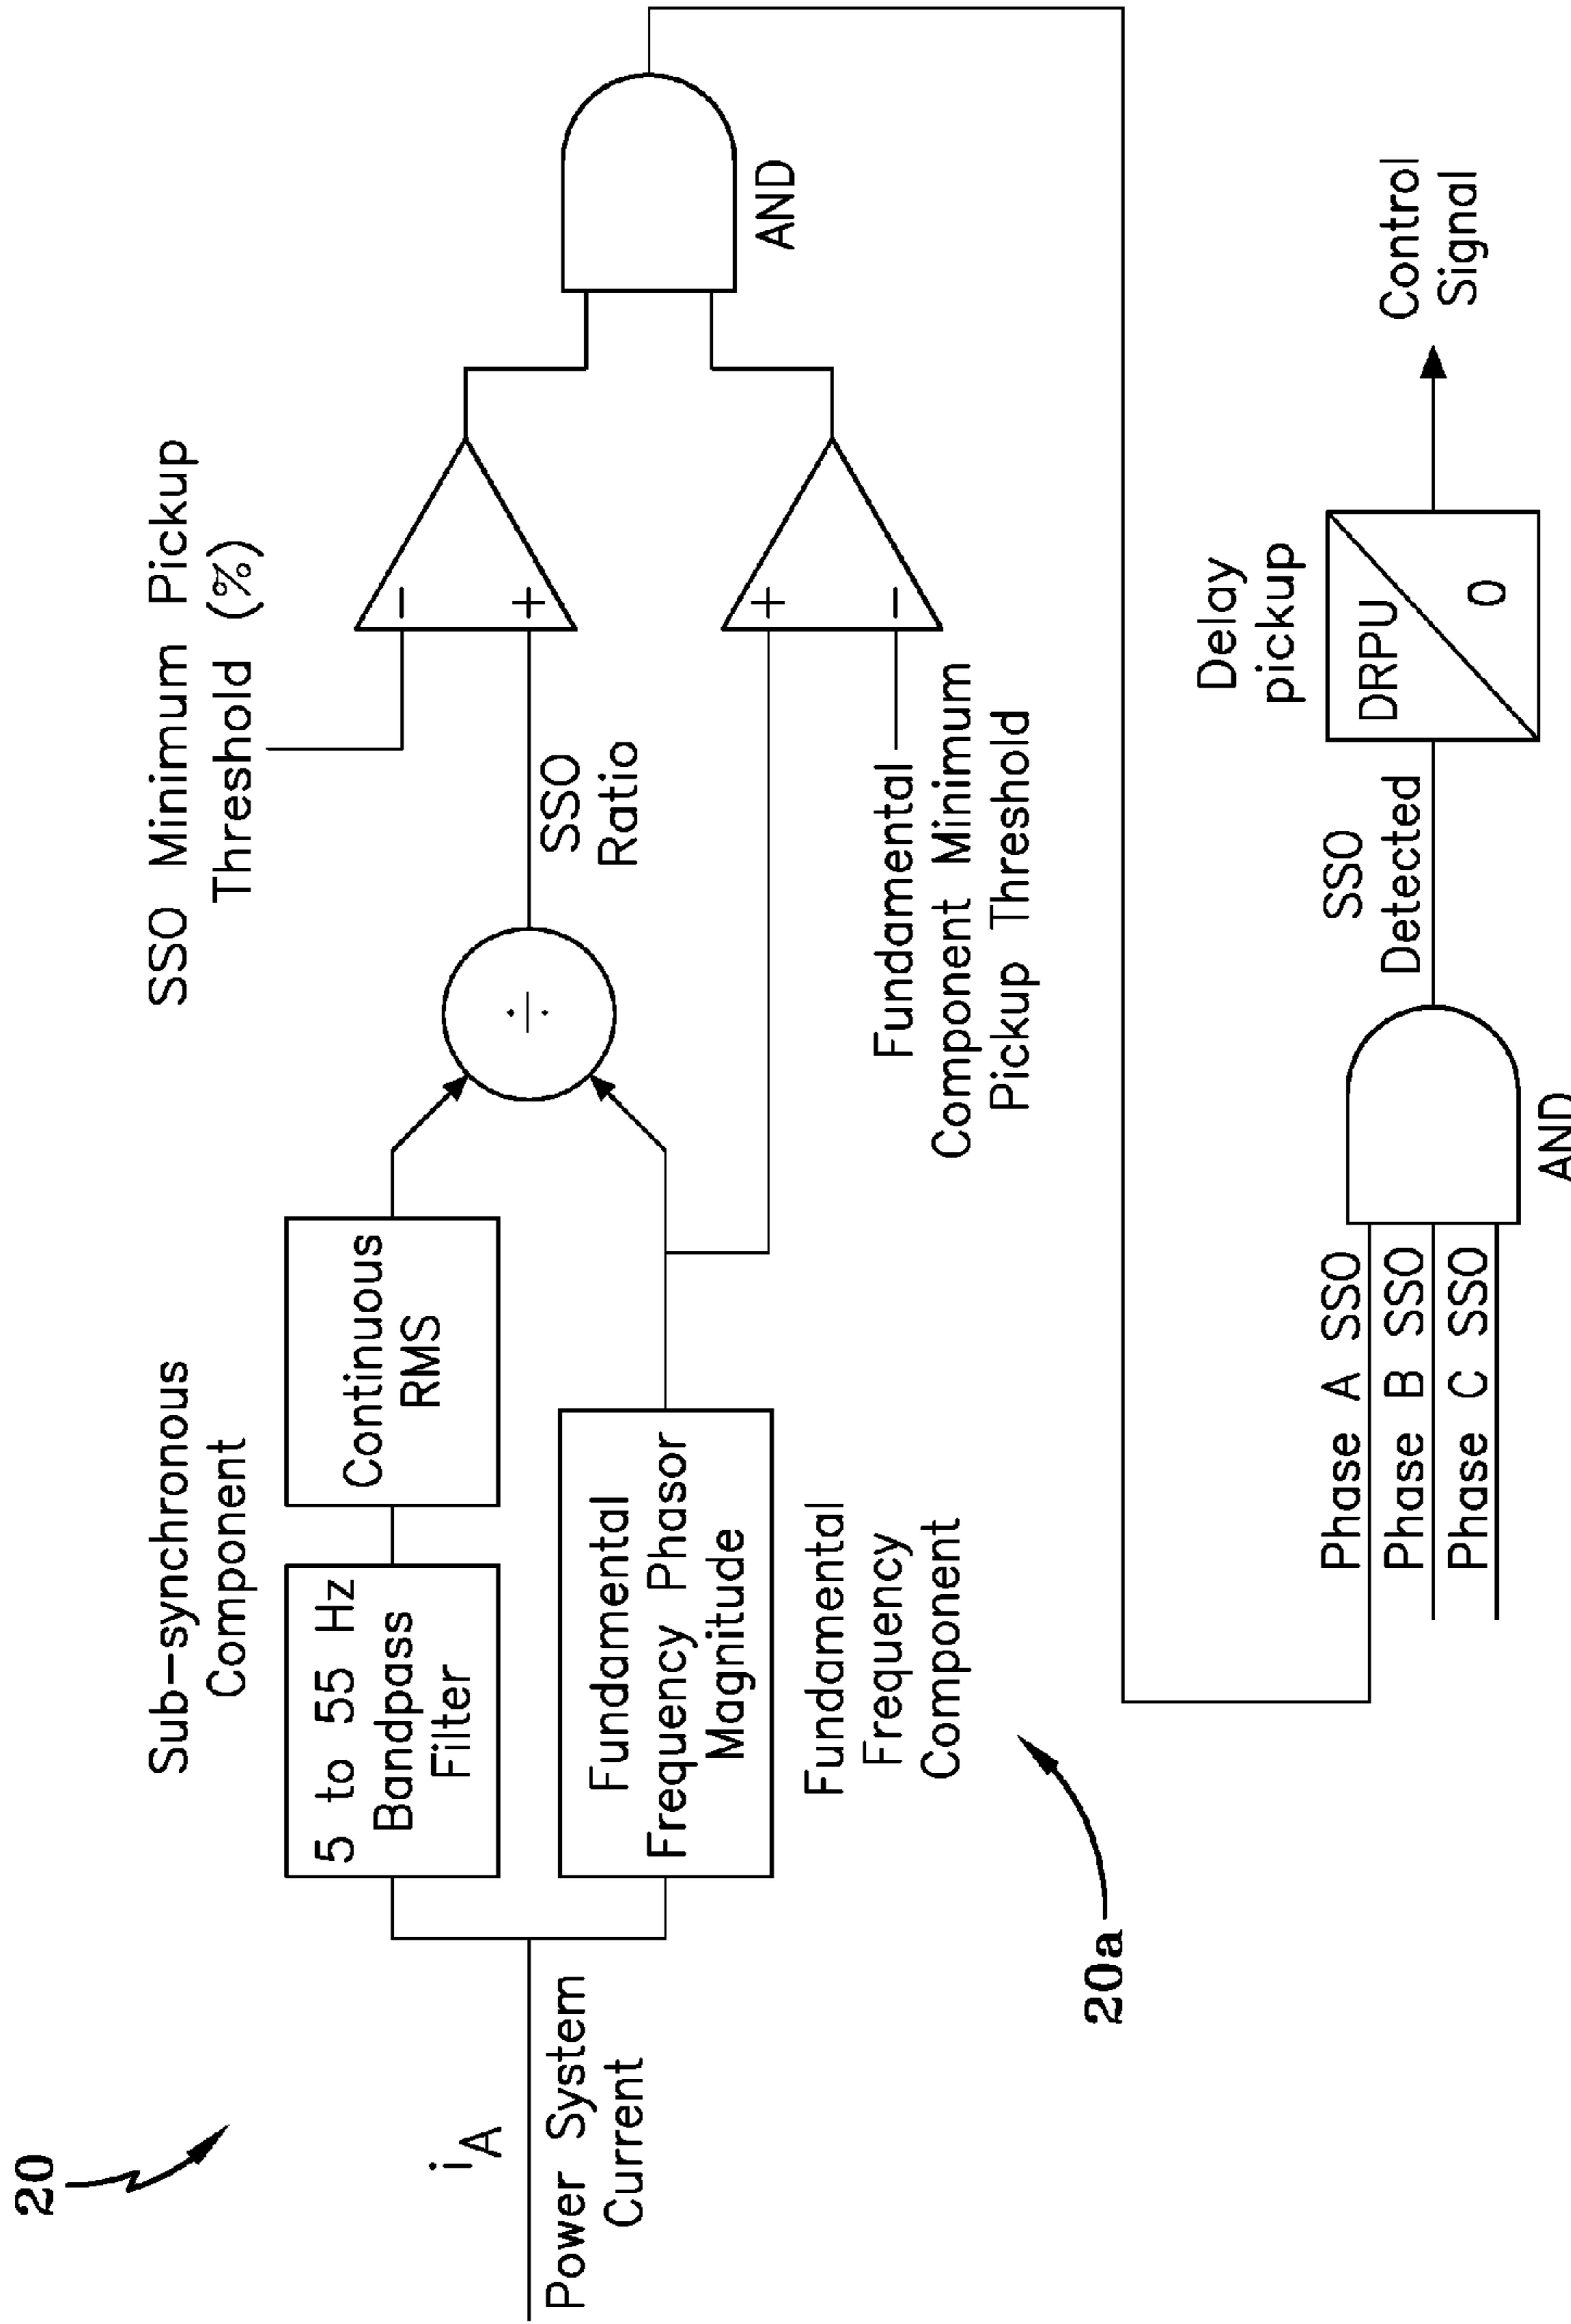 20
i A
Power System
Current
Sub-synchronous
Component
5 to 55 Hz
Bandpass
Filter
Continuous
RMS
Fundamental
Frequency Phasor
Magnitude
Fundamental
Frequency
Component
20a
÷
SSO Minimum Pickup
Threshold (%)
SSO
Ratio
−
+
+
−
Fundamental
Component Minimum
Pickup Threshold
AND
Phase A SSO
Phase B SSO
Phase C SSO
AND
SSO
Detected
Delay
pickup
DRPU
0
Control
Signal